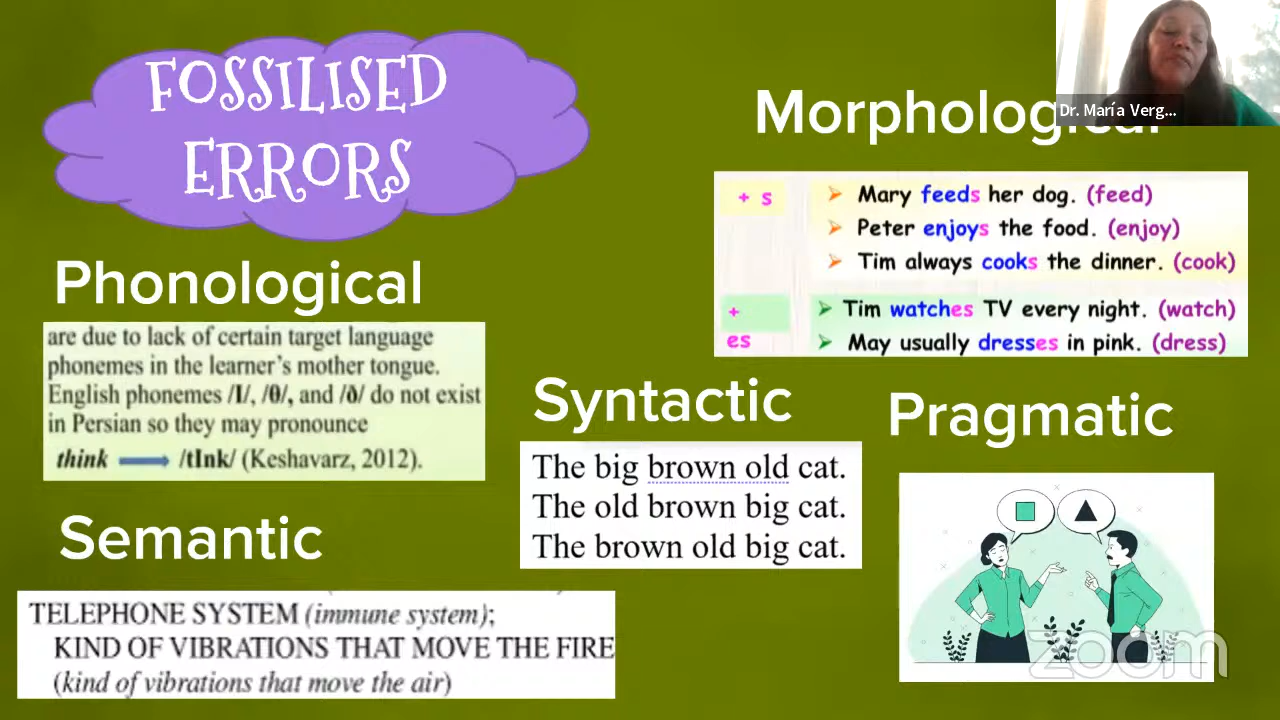 FOSSILISED
ERRORS
Phonological
are due to lack of certain target language
phonemes in the learner's mother tongue.
English phonemes /I/, /θ/, and /ð/ do not exist
in Persian so they may pronounce
think /tInk/ (Keshavarz, 2012).
Semantic
TELEPHONE SYSTEM (immune system);
KIND OF VIBRATIONS THAT MOVE THE FIRE
(kind of vibrations that move the air)
Syntactic
The big brown old cat.
The old brown big cat.
The brown old big cat.
Morphological
Dr. María Verg...
+ s
Mary feeds her dog. (feed)
Peter enjoys the food. (enjoy)
Tim always cooks the dinner. (cook)
+
es
Tim watches TV every night. (watch)
May usually dresses in pink. (dress)
Pragmatic
zoom